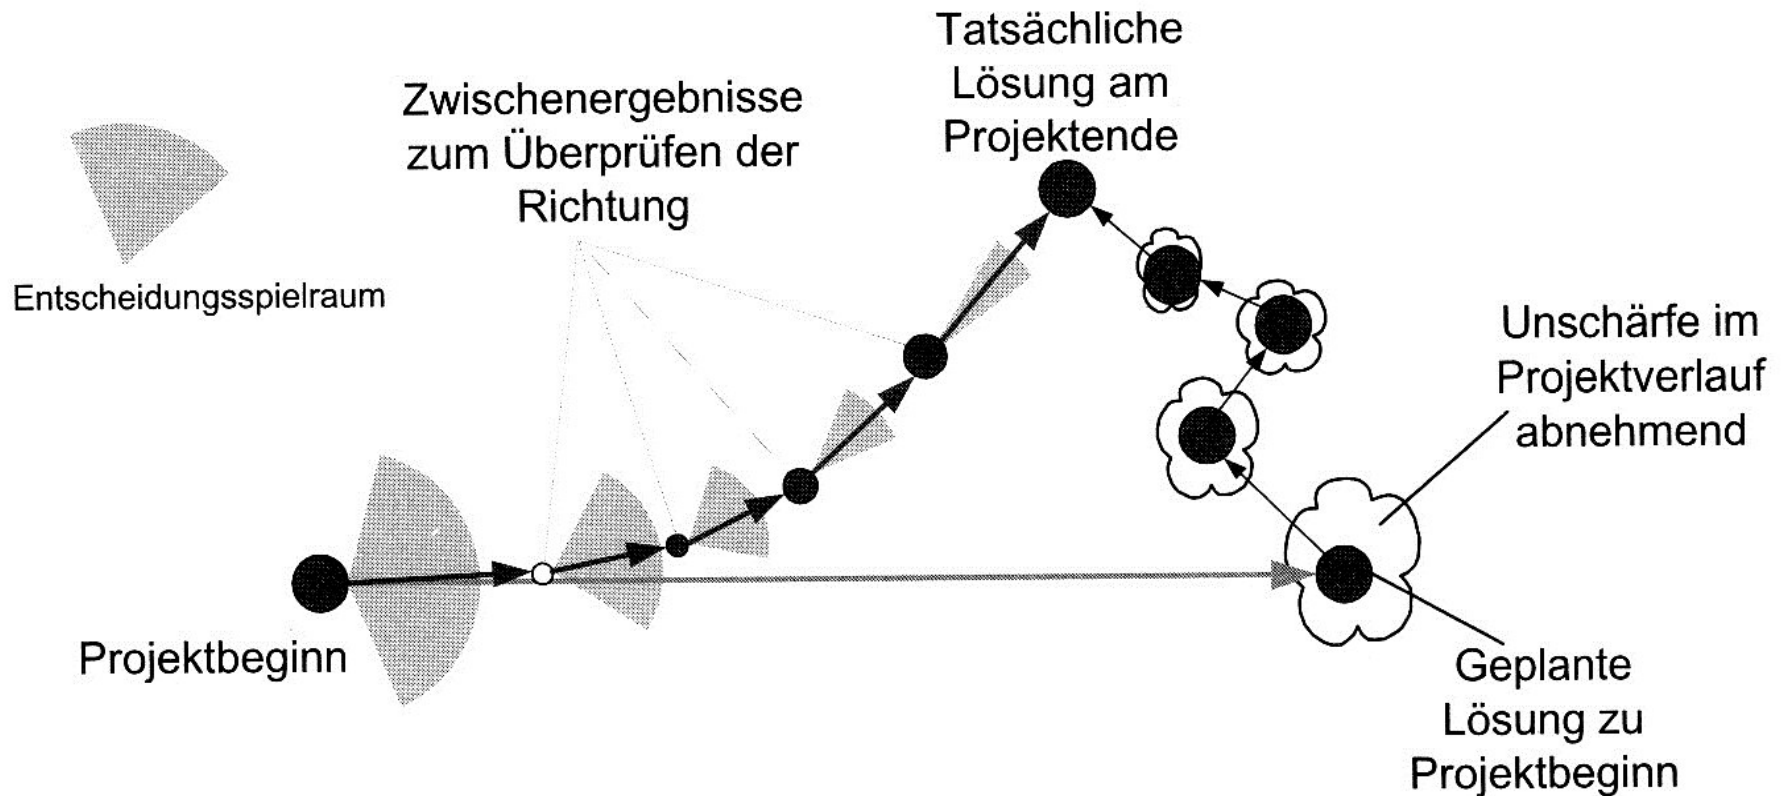 Tatsächliche
Lösung am
Projektende
Zwischenergebnisse
zum Überprüfen der
Richtung
Entscheidungsspielraum
Unschärfe im
Projektverlauf
abnehmend
Projektbeginn
Geplante
Lösung zu
Projektbeginn